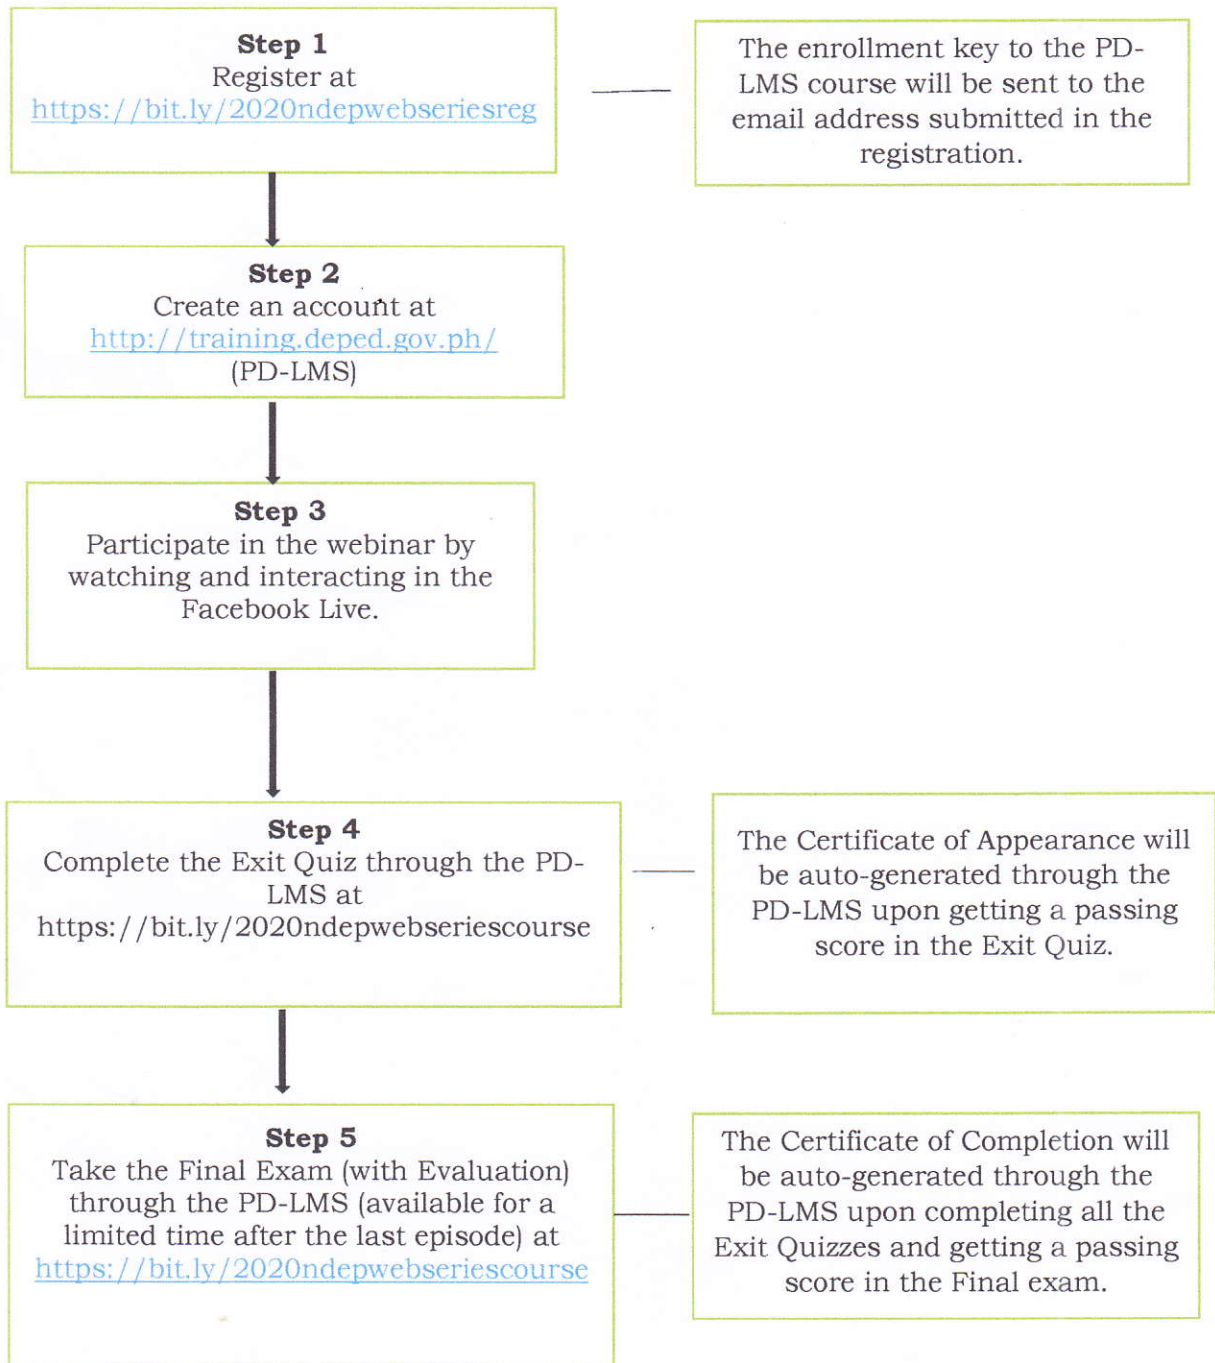 Step 1
Register at
https://bit.ly/2020ndepwebseriesreg
The enrollment key to the PD-
LMS course will be sent to the
email address submitted in the
registration.
Step 2
Create an account at
http://training.deped.gov.ph/
(PD-LMS)
Step 3
Participate in the webinar by
watching and interacting in the
Facebook Live.
Step 4
Complete the Exit Quiz through the PD-
LMS at
https://bit.ly/2020ndepwebseriescourse
The Certificate of Appearance will
be auto-generated through the
PD-LMS upon getting a passing
score in the Exit Quiz.
Step 5
Take the Final Exam (with Evaluation)
through the PD-LMS (available for a
limited time after the last episode) at
https://bit.ly/2020ndepwebseriescourse
The Certificate of Completion will
be auto-generated through the
PD-LMS upon completing all the
Exit Quizzes and getting a passing
score in the Final exam.